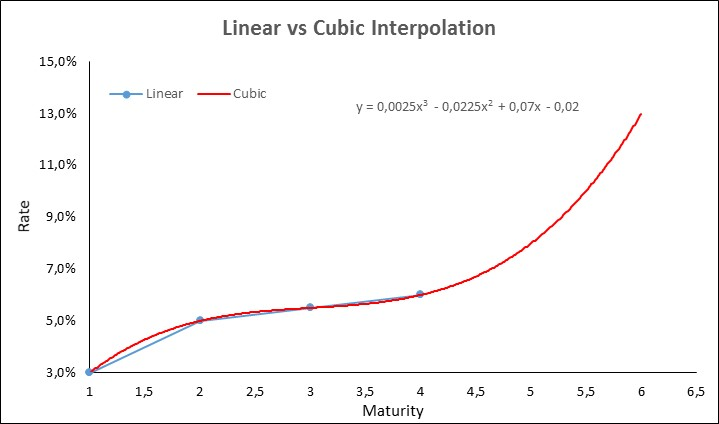 Linear vs Cubic Interpolation
15,0%
Linear Cubic
y = 0,0025x³ - 0,0225x² + 0,07x - 0,02
13,0%
11,0%
9,0%
7,0%
5,0%
3,0%
Rate
1 1,5 2 2,5 3 3,5 4 4,5 5 5,5 6 6,5
Maturity